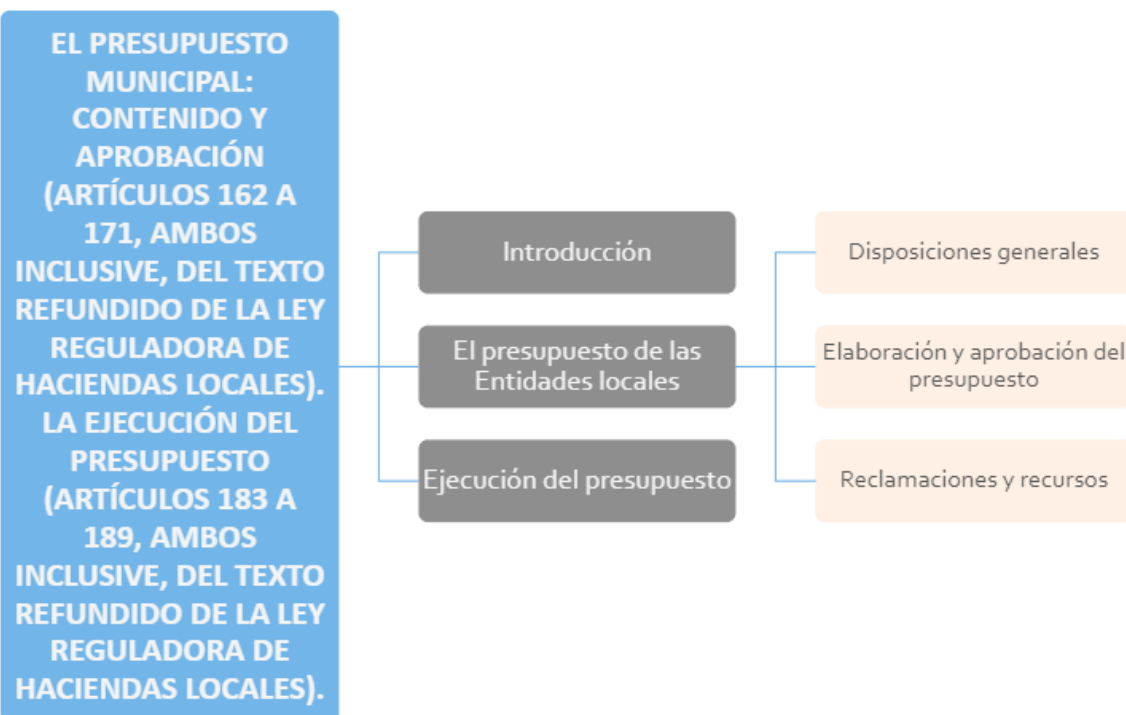 EL PRESUPUESTO
MUNICIPAL:
CONTENIDO Y
APROBACIÓN
(ARTÍCULOS 162 A
171, AMBOS
INCLUSIVE, DEL TEXTO
REFUNDIDO DE LA LEY
REGULADORA DE
HACIENDAS LOCALES).
LA EJECUCIÓN DEL
PRESUPUESTO
(ARTÍCULOS 183 A
189, AMBOS
INCLUSIVE, DEL TEXTO
REFUNDIDO DE LA LEY
REGULADORA DE
HACIENDAS LOCALES).
Introducción
El presupuesto de las
Entidades locales
Ejecución del presupuesto
Disposiciones generales
Elaboración y aprobación del
presupuesto
Reclamaciones y recursos